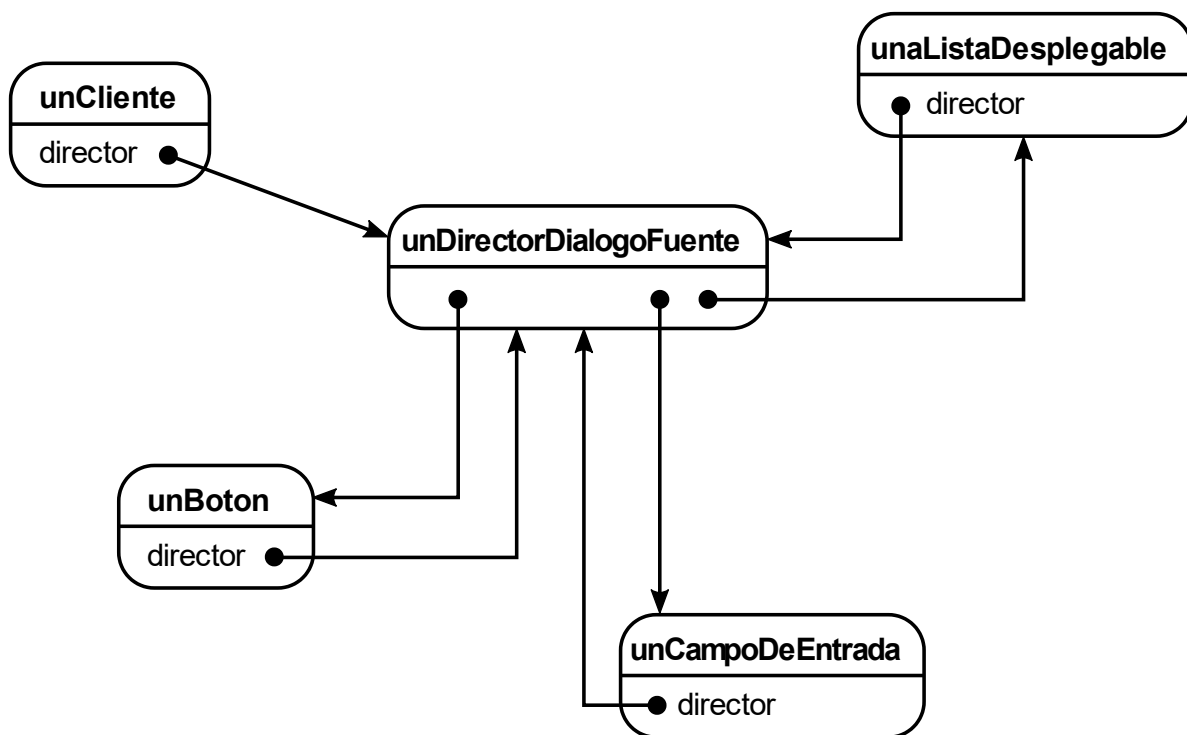 unaListaDesplegable
director
unCliente
director
unDirectorDialogoFuente
unBoton
director
unCampoDeEntrada
director